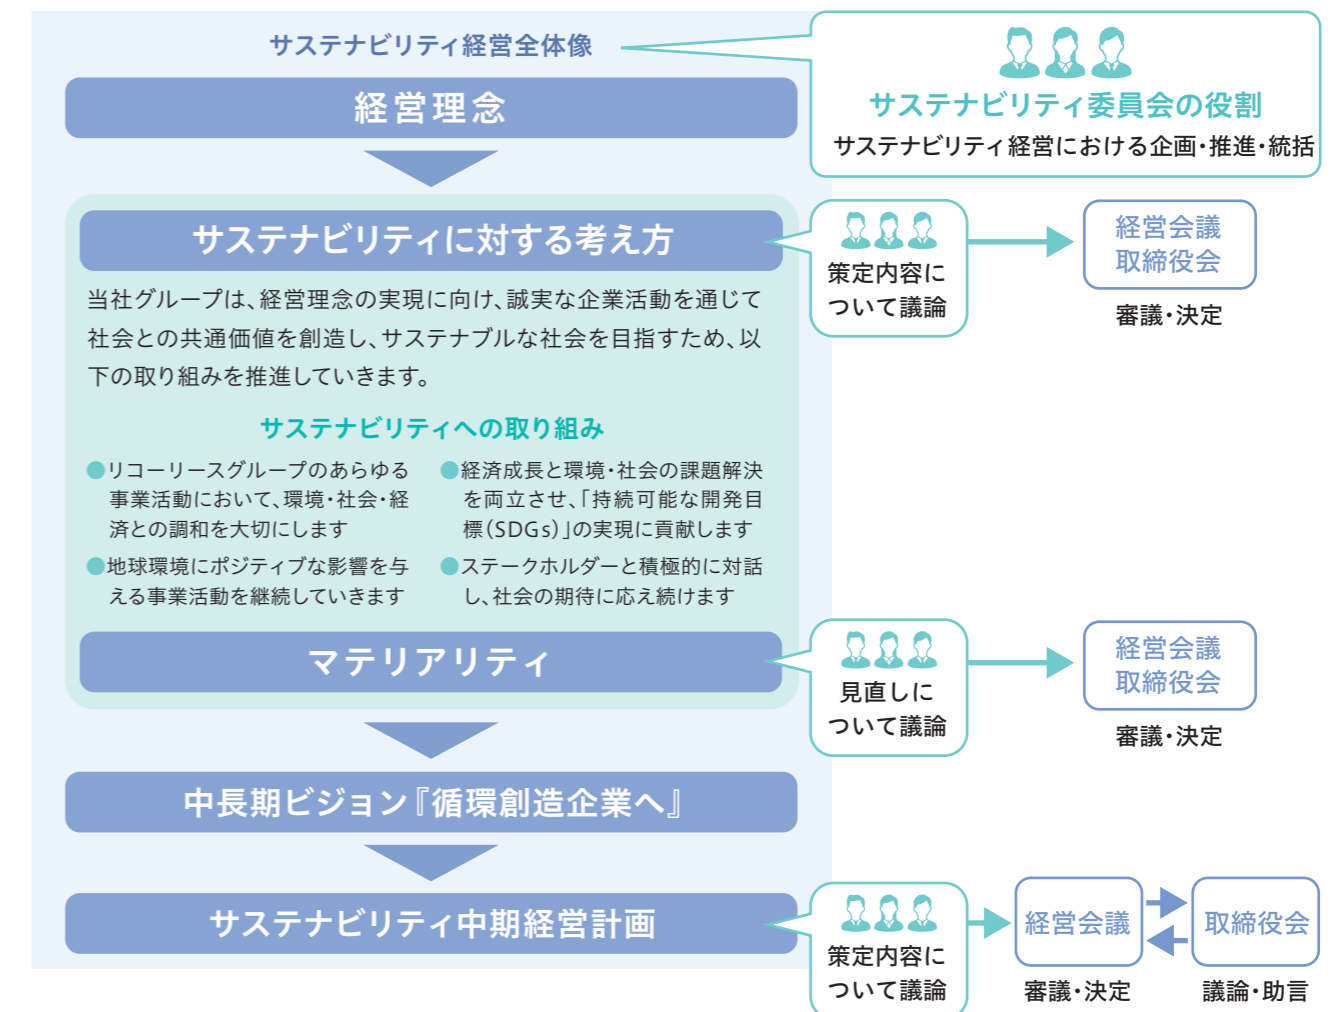 サステナビリティ経営全体像
サステナビリティ委員会の役割
サステナビリティ経営における企画・推進・統括
経営理念
サステナビリティに対する考え方
策定内容に
ついて議論
経営会議
取締役会
審議・決定
当社グループは、経営理念の実現に向け、誠実な企業活動を通じて
社会との共通価値を創造し、サステナブルな社会を目指すため、以
下の取り組みを推進していきます。
サステナビリティへの取り組み
●リコーリースグループのあらゆる
事業活動において、環境・社会・経
済との調和を大切にします
●地球環境にポジティブな影響を与
える事業活動を継続していきます
●経済成長と環境・社会の課題解決
を両立させ、「持続可能な開発目
標(SDGs)」の実現に貢献します
●ステークホルダーと積極的に対話
し、社会の期待に応え続けます
マテリアリティ
見直しに
ついて議論
経営会議
取締役会
審議・決定
中長期ビジョン『循環創造企業へ』
サステナビリティ中期経営計画
策定内容に
ついて議論
経営会議
審議・決定
取締役会
議論・助言